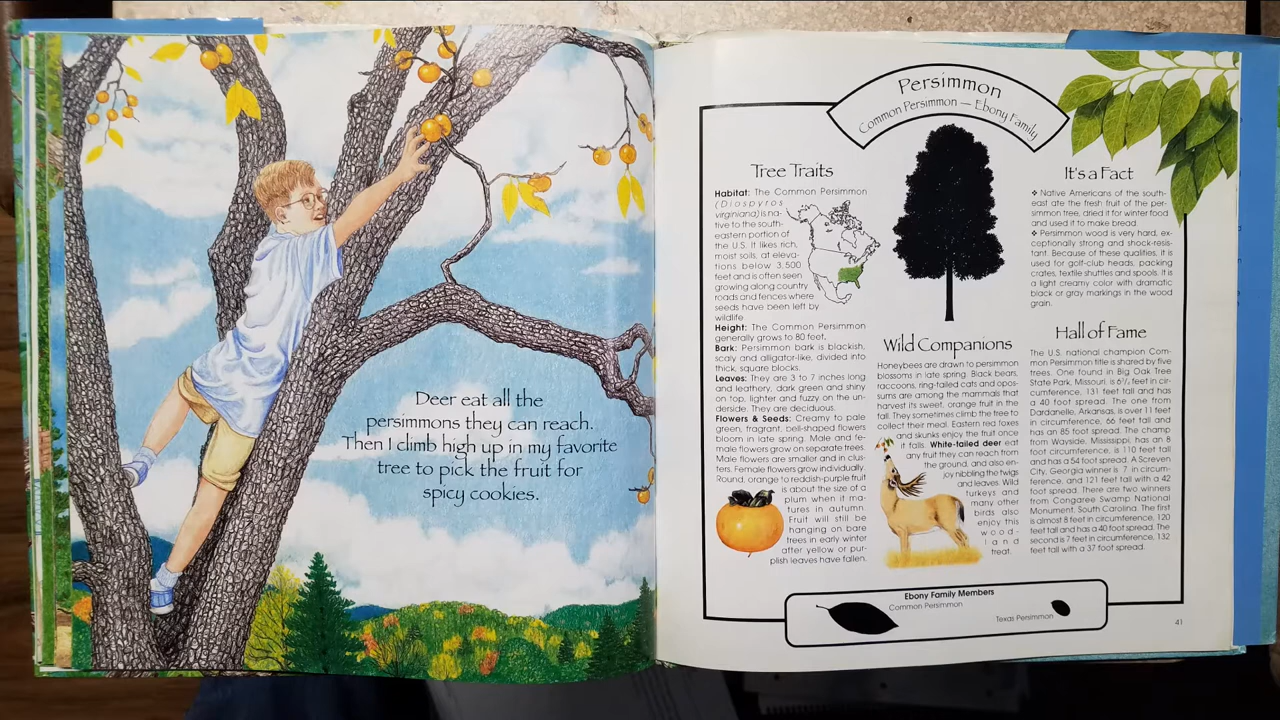 Deer eat all the
persimmons they can reach.
Then I climb high up in my favorite
tree to pick the fruit for
spicy cookies.
Persimmon
Common Persimmon — Ebony Family
Tree Traits
Habitat: The Common Persimmon
(Diospyros
virginiana) is na-
tive to the south-
eastern portion of
the U.S. It likes rich,
moist soils, at eleva-
tions below 3,500
feet and is often seen
growing along country
roads and fences where
seeds have been left by
wildlife.
Height: The Common Persimmon
generally grows to 80 feet.
Bark: Persimmon bark is blackish,
scaly and alligator-like, divided into
thick, square blocks.
Leaves: They are 3 to 7 inches long
and leathery, dark green and shiny
on top, lighter and fuzzy on the un-
derside. They are deciduous.
Flowers & Seeds: Creamy to pale
green, fragrant, bell-shaped flowers
bloom in late spring. Male and fe-
male flowers grow on separate trees.
Male flowers are smaller and in clus-
ters. Female flowers grow individually.
Round, orange to reddish-purple fruit
is about the size of a
plum when it ma-
tures in autumn.
Fruit will still be
hanging on bare
trees in early winter
after yellow or pur-
plish leaves have fallen.
Wild Companions
Honeybees are drawn to persimmon
blossoms in late spring. Black bears,
raccoons, ring-tailed cats and opos-
sums are among the mammals that
harvest its sweet, orange fruit in the
fall. They sometimes climb the tree to
collect their meal. Eastern red foxes
and skunks enjoy the fruit once
it falls. White-tailed deer eat
any fruit they can reach from
the ground, and also en-
joy nibbling the twigs
and leaves. Wild
turkeys and
many other
birds also
enjoy this
wood-
land
treat.
It's a Fact
❖ Native Americans of the south-
east ate the fresh fruit of the per-
simmon tree, dried it for winter food
and used it to make bread.
❖ Persimmon wood is very hard, ex-
ceptionally strong and shock-resis-
tant. Because of these qualities, it is
used for golf-club heads, packing
crates, textile shuttles and spools. It is
a light creamy color with dramatic
black or gray markings in the wood
grain.
Hall of Fame
The U.S. national champion Com-
mon Persimmon title is shared by five
trees. One found in Big Oak Tree
State Park, Missouri, is 6
feet in cir-
cumference, 131 feet tall and has
a 40 foot spread. The one from
Dardanelle, Arkansas, is over 11 feet
in circumference, 66 feet tall and
has an 85 foot spread. The champ
from Wayside, Mississippi, has an 8
foot circumference, is 110 feet tall
and has a 54 foot spread. A Screven
City, Georgia winner is 7 in circum-
ference, and 121 feet tall with a 42
foot spread. There are two winners
from Congaree Swamp National
Monument, South Carolina. The first
is almost 8 feet in circumference, 120
feet tall and has a 40 foot spread. The
second is 7 feet in circumference, 132
feet tall with a 37 foot spread.
Ebony Family Members
Common Persimmon
Texas Persimmon
41